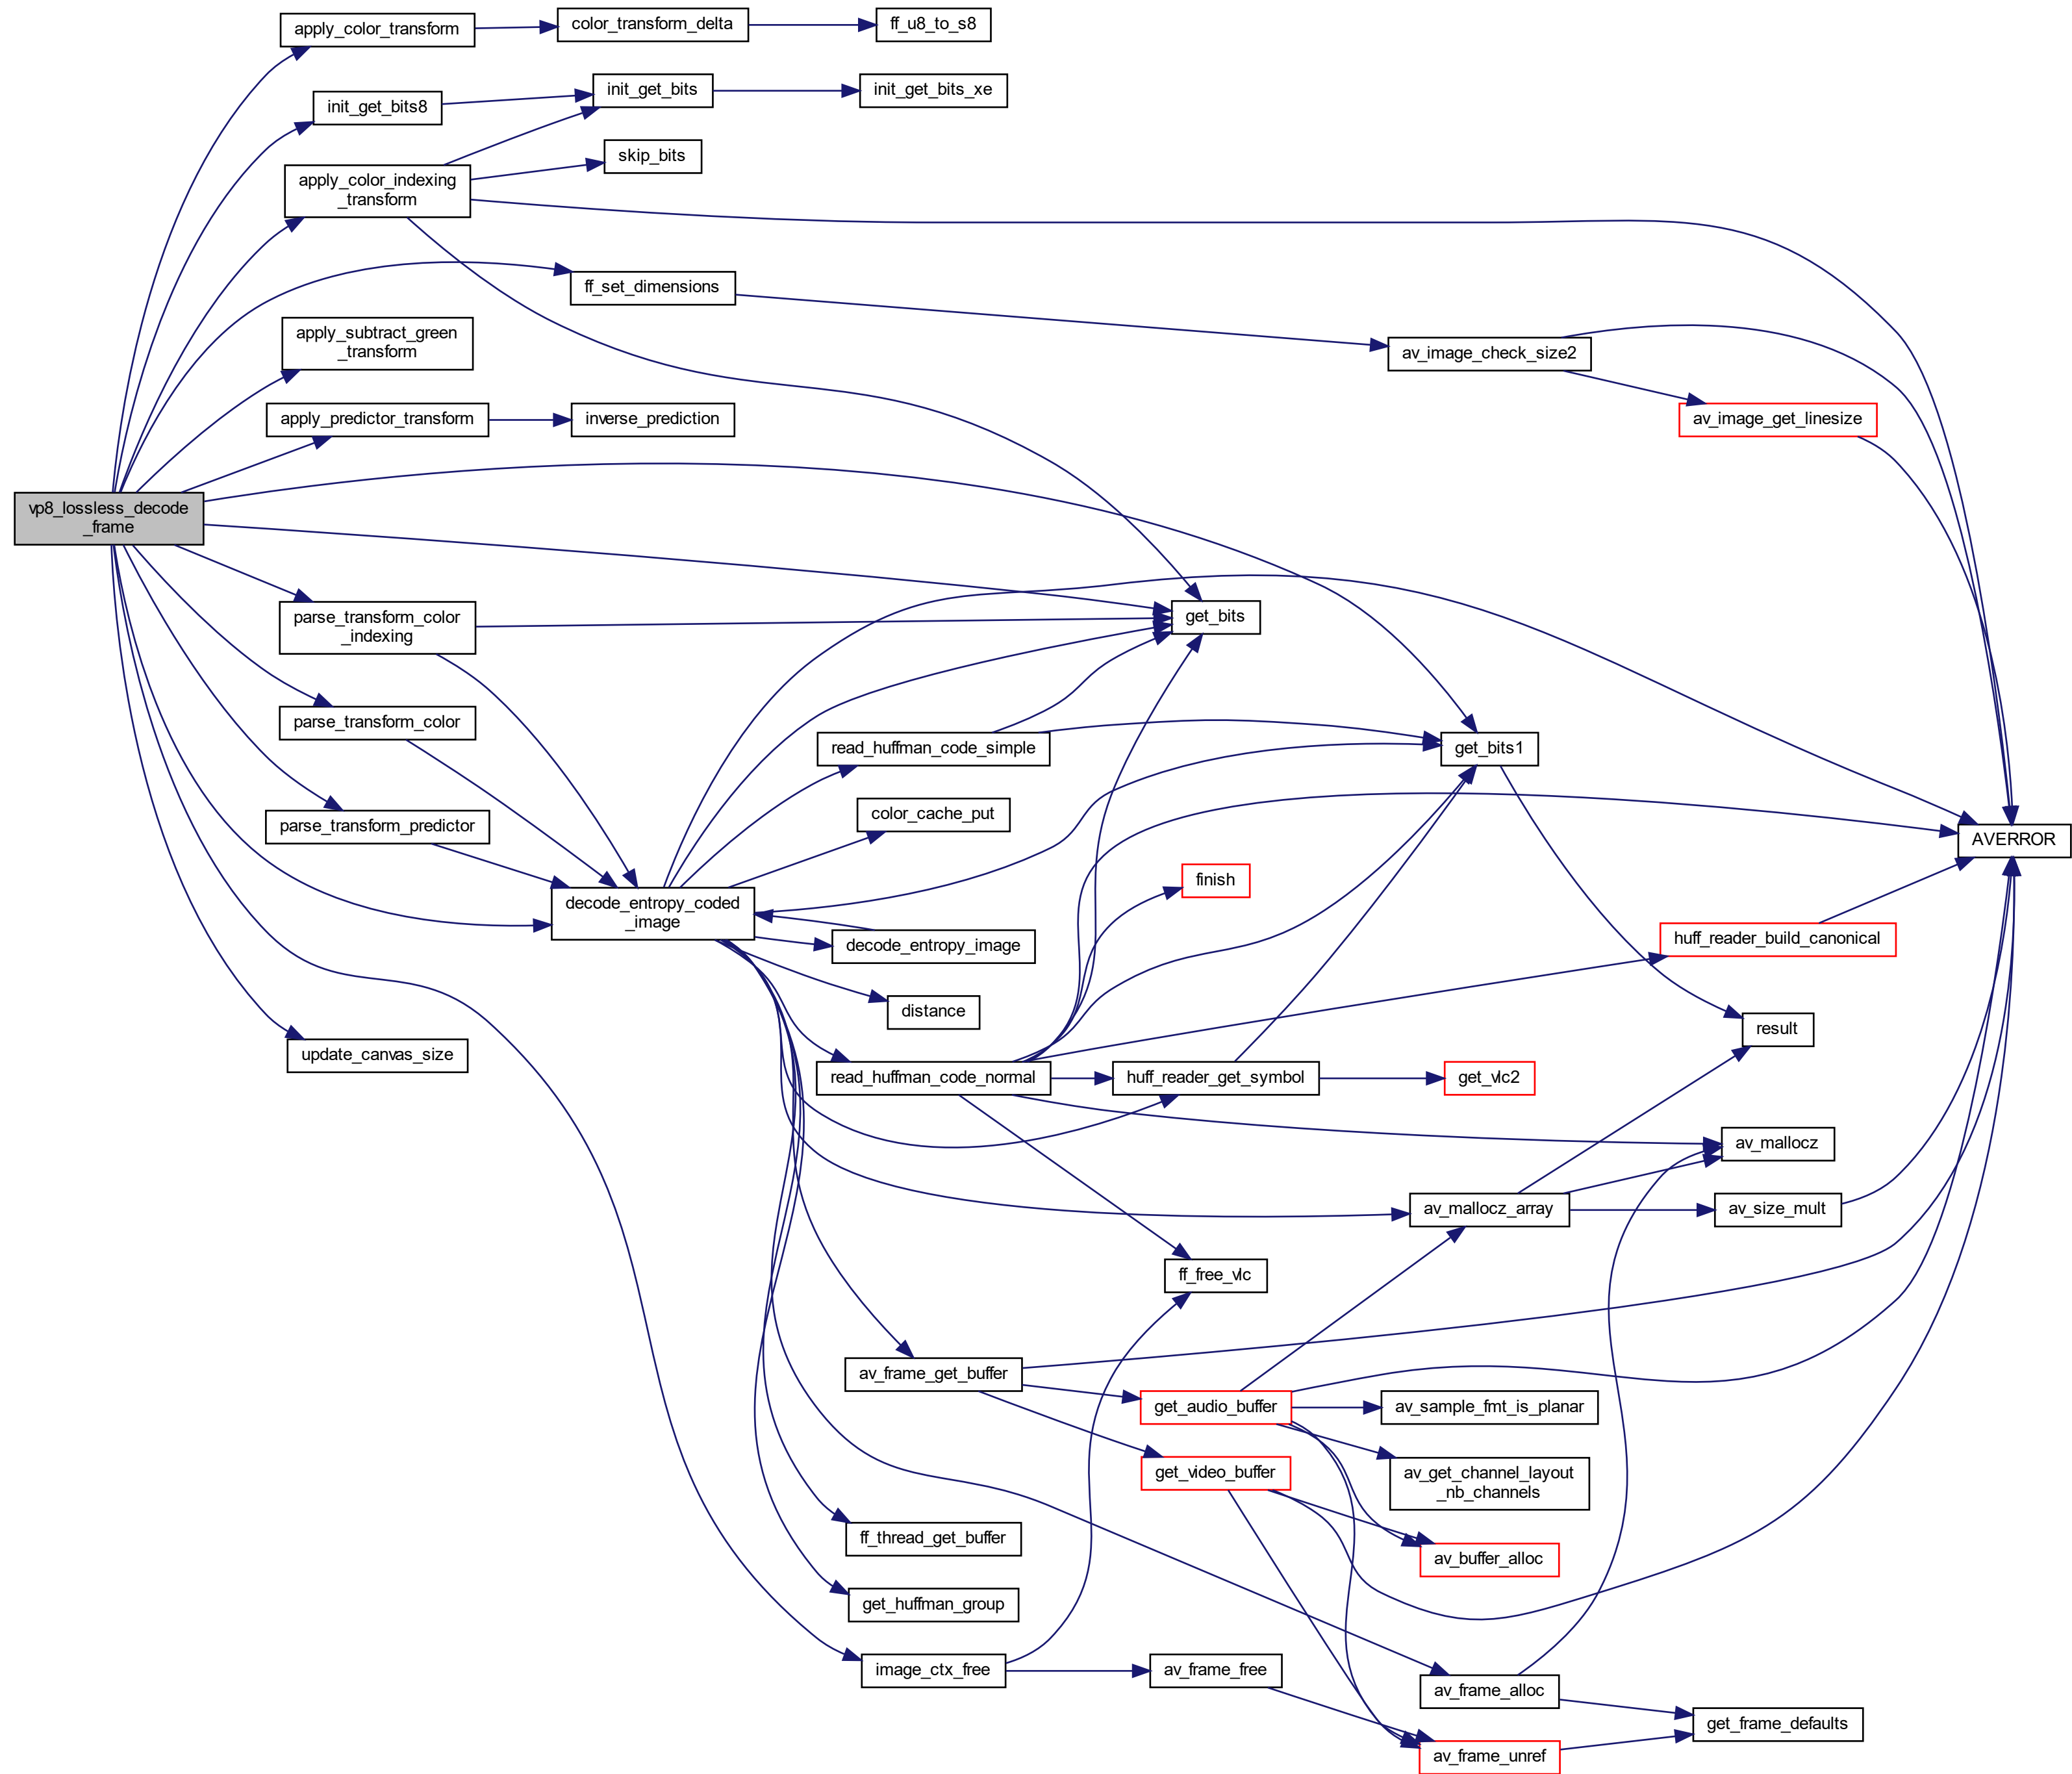 apply_color_transform
color_transform_delta
ff_u8_to_s8
init_get_bits8
init_get_bits
init_get_bits_xe
skip_bits
apply_color_indexing
_transform
ff_set_dimensions
apply_subtract_green
_transform
av_image_check_size2
av_image_get_linesize
apply_predictor_transform
inverse_prediction
vp8_lossless_decode
_frame
parse_transform_color
_indexing
get_bits
parse_transform_color
read_huffman_code_simple
get_bits1
color_cache_put
parse_transform_predictor
AVERROR
finish
decode_entropy_coded
_image
decode_entropy_image
huff_reader_build_canonical
distance
result
update_canvas_size
read_huffman_code_normal
huff_reader_get_symbol
get_vlc2
av_mallocz
av_mallocz_array
av_size_mult
ff_free_vlc
av_frame_get_buffer
get_audio_buffer
av_sample_fmt_is_planar
get_video_buffer
av_get_channel_layout
_nb_channels
ff_thread_get_buffer
av_buffer_alloc
get_huffman_group
image_ctx_free
av_frame_free
av_frame_alloc
get_frame_defaults
av_frame_unref